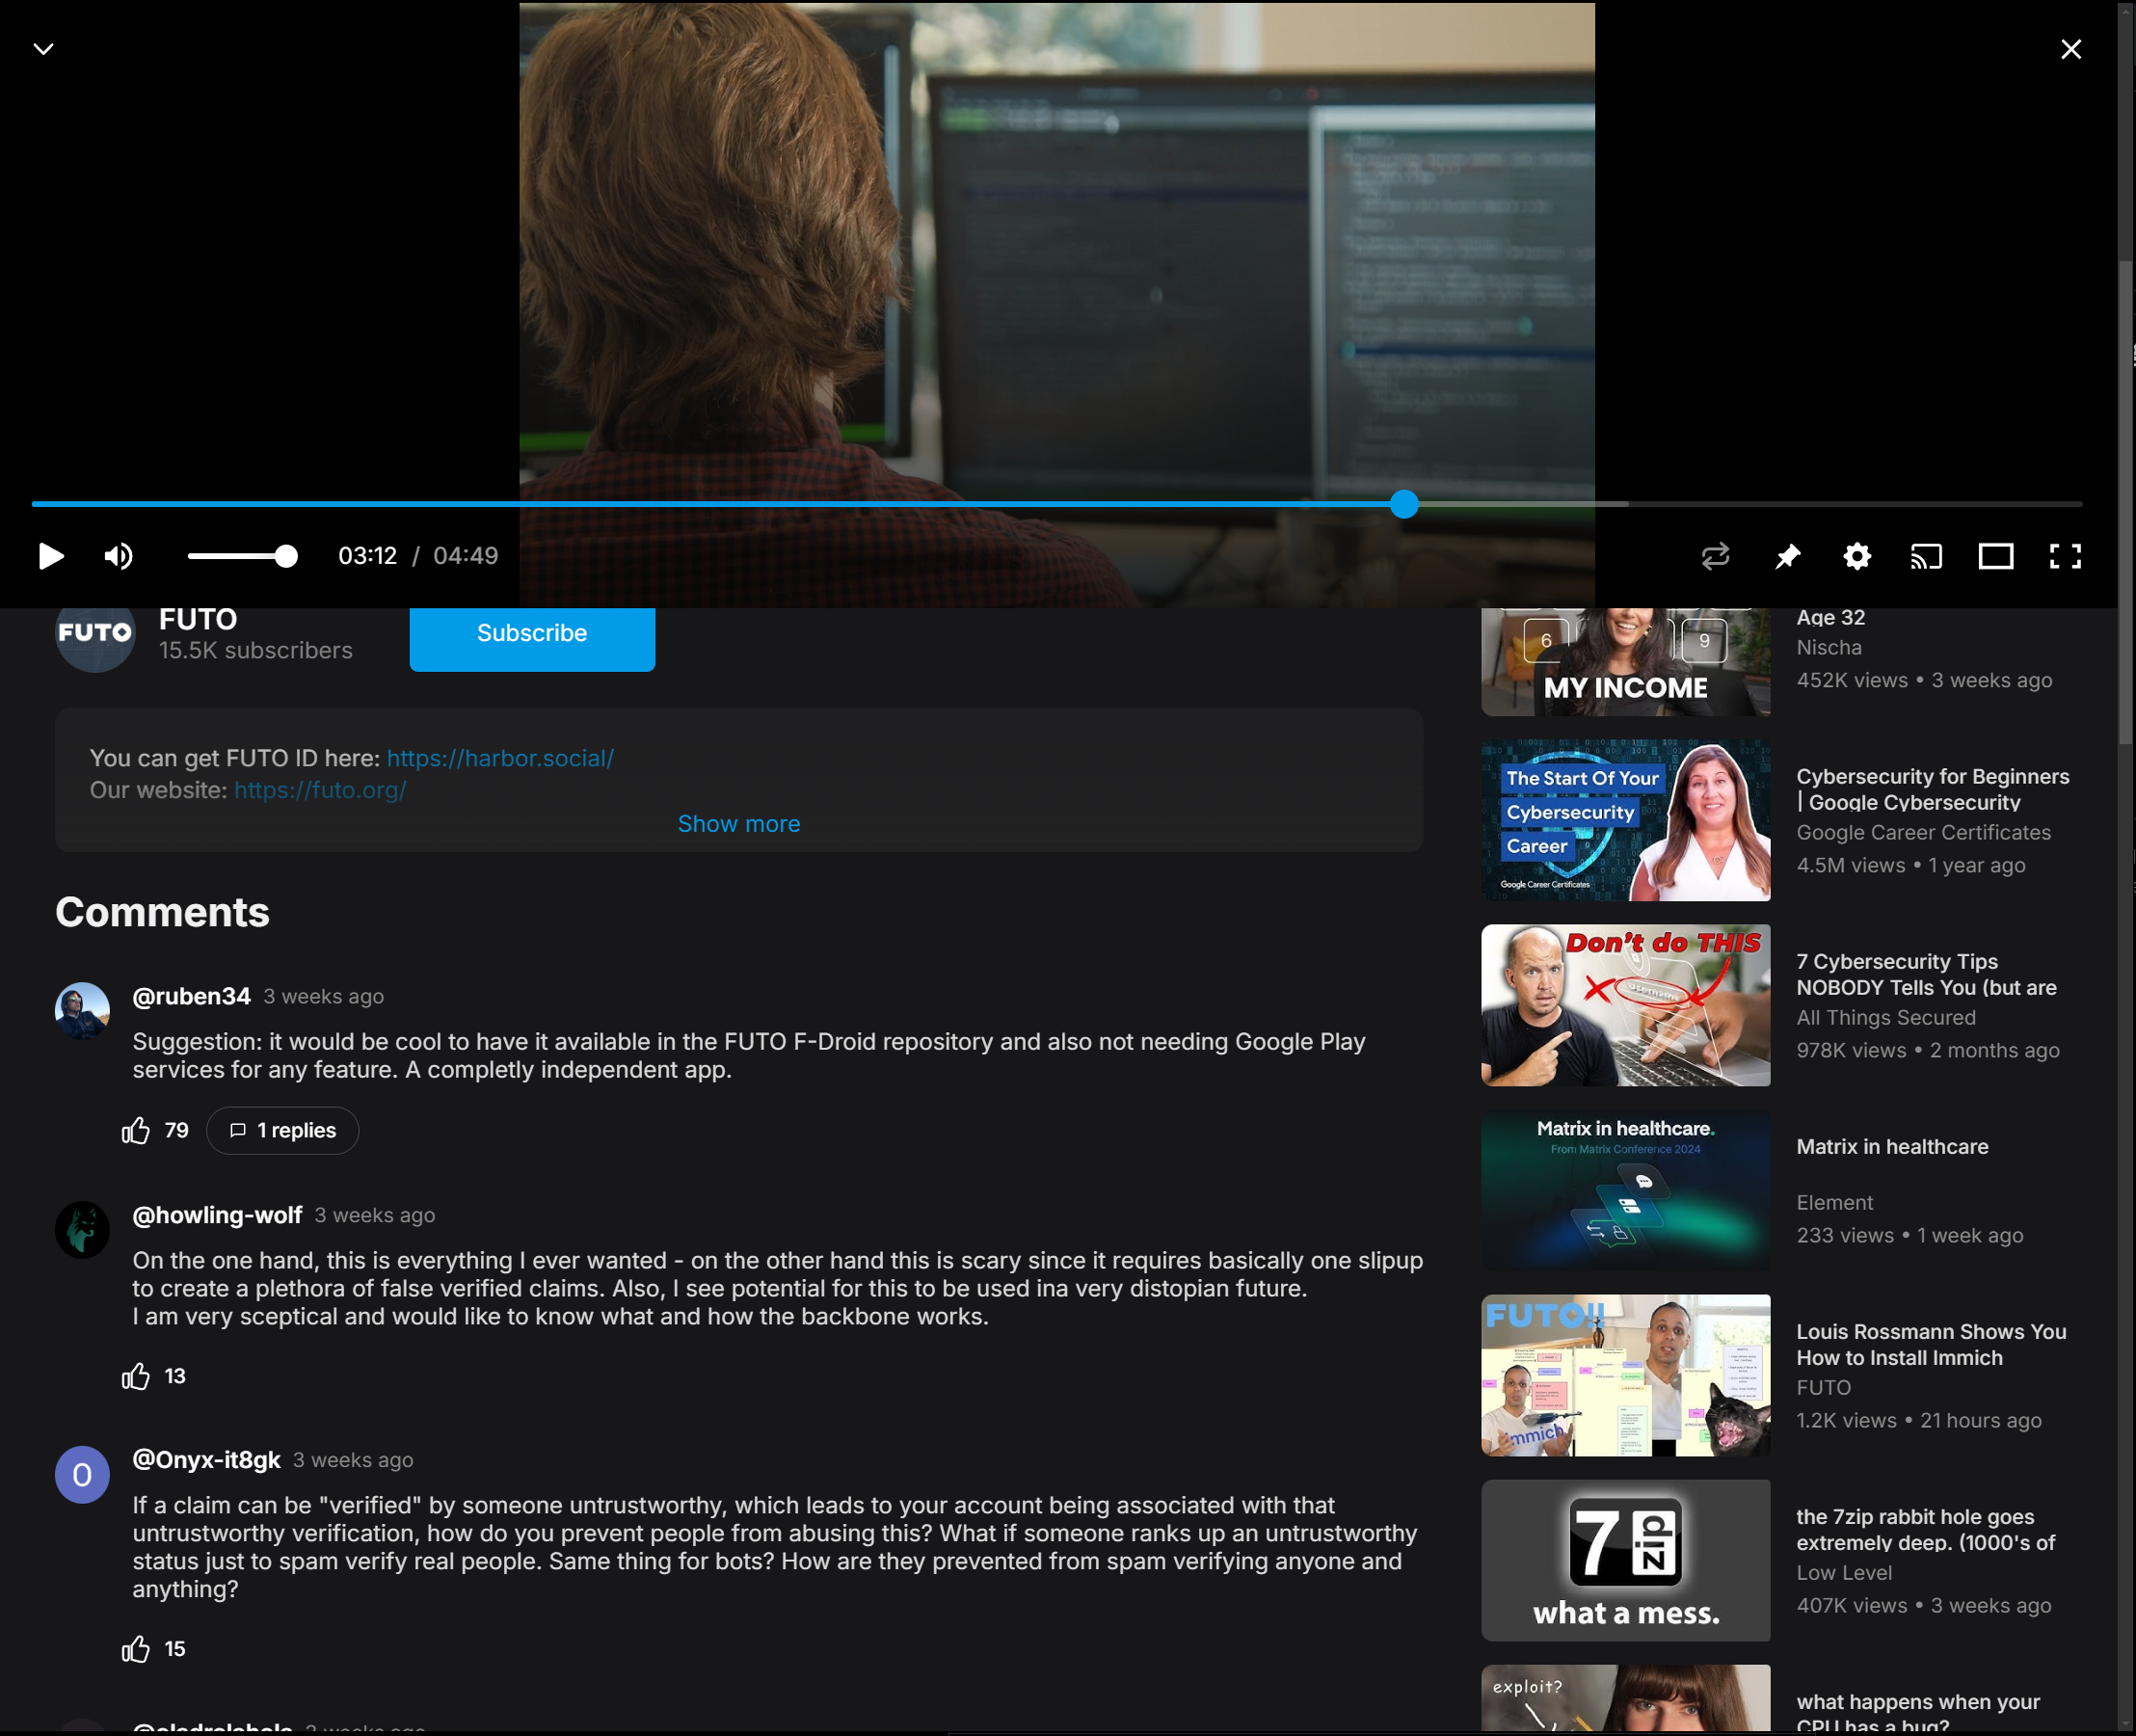 03:12 / 04:49
FUTO
FUTO
15.5K subscribers
Subscribe
You can get FUTO ID here: https://harbor.social/
Our website: https://futo.org/
Show more
Comments
@ruben34 3 weeks ago
Suggestion: it would be cool to have it available in the FUTO F-Droid repository and also not needing Google Play
services for any feature. A completly independent app.
79
1 replies
@howling-wolf 3 weeks ago
On the one hand, this is everything I ever wanted - on the other hand this is scary since it requires basically one slipup
to create a plethora of false verified claims. Also, I see potential for this to be used ina very distopian future.
I am very sceptical and would like to know what and how the backbone works.
13
O
@Onyx-it8gk 3 weeks ago
If a claim can be "verified" by someone untrustworthy, which leads to your account being associated with that
untrustworthy verification, how do you prevent people from abusing this? What if someone ranks up an untrustworthy
status just to spam verify real people. Same thing for bots? How are they prevented from spam verifying anyone and
anything?
15
6
9
MY INCOME
Age 32
Nischa
452K views • 3 weeks ago
The Start Of Your
Cybersecurity
Career
Google Career Certificates
Cybersecurity for Beginners
| Google Cybersecurity
Google Career Certificates
4.5M views • 1 year ago
Don't do THIS
username
7 Cybersecurity Tips
NOBODY Tells You (but are
All Things Secured
978K views • 2 months ago
Matrix in healthcare.
From Matrix Conference 2024
Matrix in healthcare
Element
233 views • 1 week ago
FUTO!!
immich
Louis Rossmann Shows You
How to Install Immich
FUTO
1.2K views • 21 hours ago
7zip
what a mess.
the 7zip rabbit hole goes
extremely deep. (1000's of
Low Level
407K views • 3 weeks ago
exploit?
what happens when your
CPU has a bug?